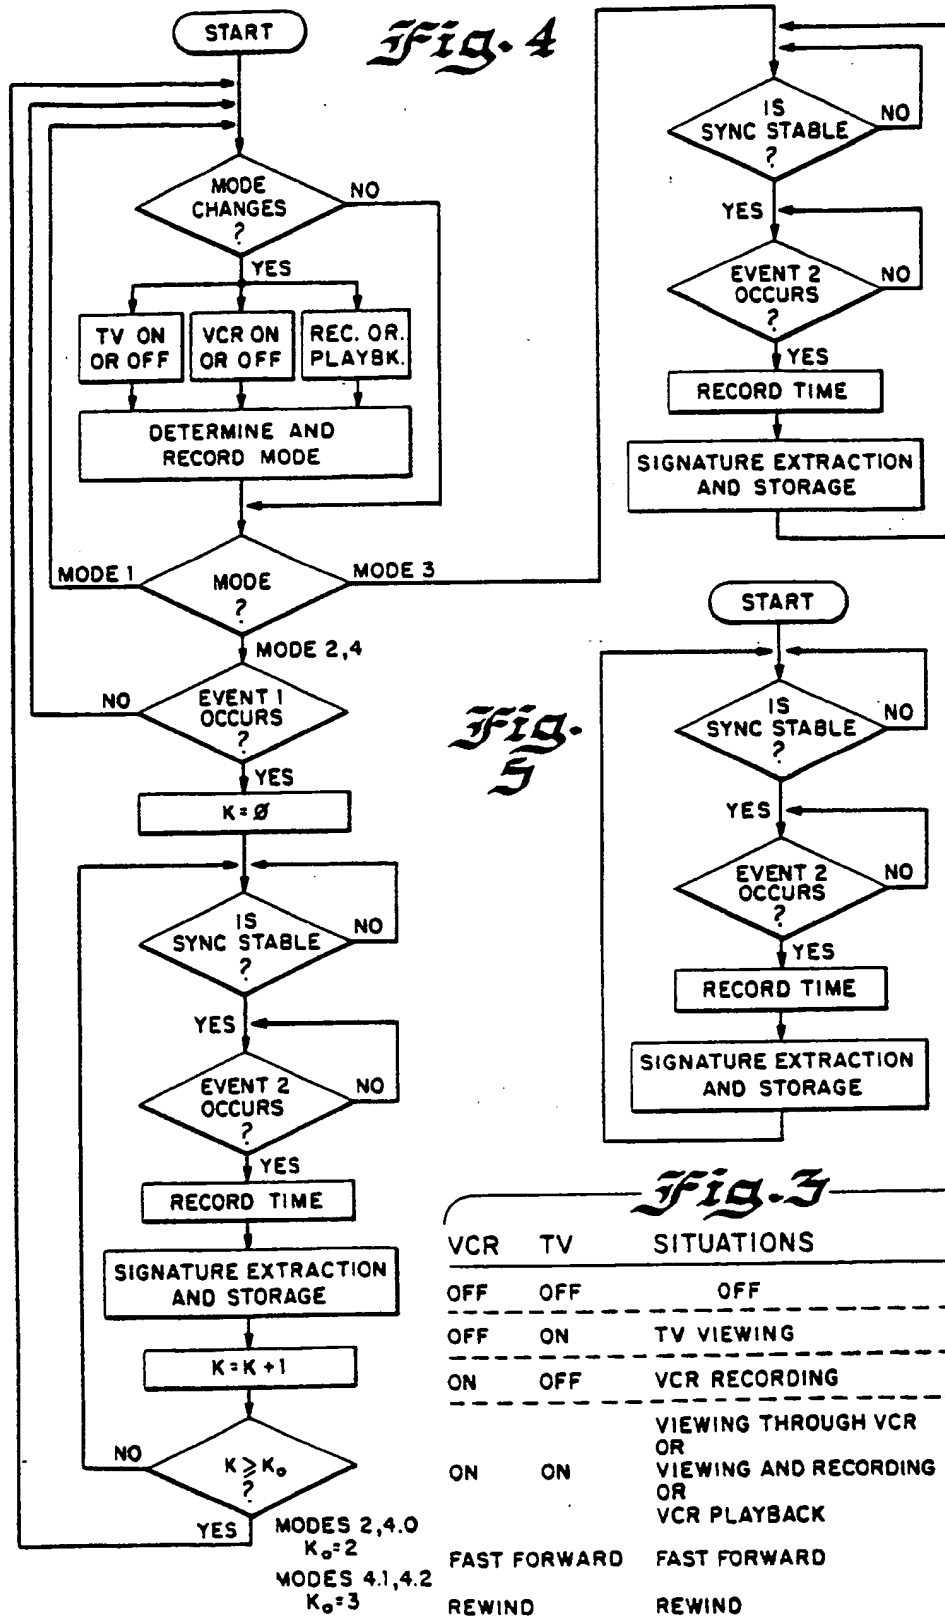 Fig. 4
START
MODE
CHANGES
?
NO
YES
TV ON
OR OFF
VCR ON
OR OFF
REC. OR.
PLAYBK.
DETERMINE AND
RECORD MODE
MODE 1
MODE
?
MODE 3
MODE 2,4
NO
EVENT 1
OCCURS
?
YES
K=Ø
IS
SYNC STABLE
?
NO
YES
EVENT 2
OCCURS
?
NO
YES
RECORD TIME
SIGNATURE EXTRACTION
AND STORAGE
K=K+1
NO
K≥K₀
?
YES
MODES 2,4.0
K₀=2
MODES 4.1,4.2
K₀=3
IS
SYNC STABLE
?
NO
YES
EVENT 2
OCCURS
?
NO
YES
RECORD TIME
SIGNATURE EXTRACTION
AND STORAGE
Fig.
5
START
IS
SYNC STABLE
?
NO
YES
EVENT 2
OCCURS
?
NO
YES
RECORD TIME
SIGNATURE EXTRACTION
AND STORAGE
Fig. 3
VCR TV SITUATIONS
OFF OFF OFF
OFF ON TV VIEWING
ON OFF VCR RECORDING
VIEWING THROUGH VCR
OR
ON ON VIEWING AND RECORDING
OR
VCR PLAYBACK
FAST FORWARD FAST FORWARD
REWIND REWIND